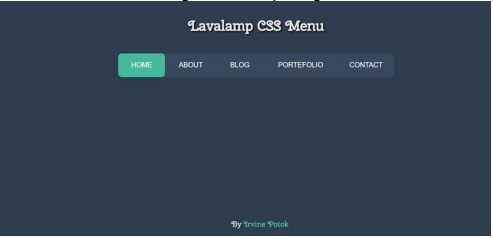 Lavalamp CSS Menu
HOME ABOUT BLOG PORTEFOLIO CONTACT
By Irvine Potok